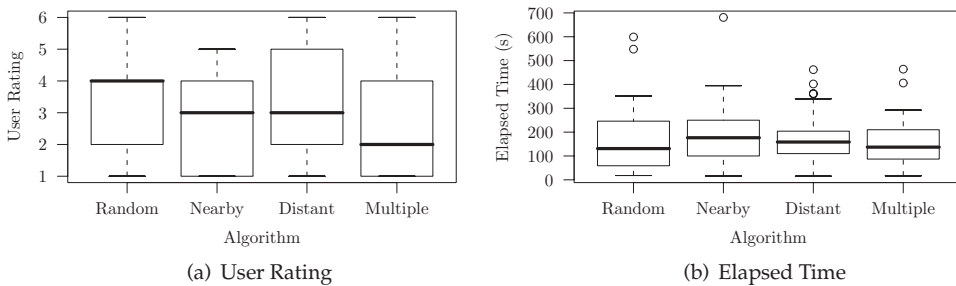 User Rating
6
5
4
3
2
1
Random Nearby Distant Multiple
Algorithm
(a) User Rating
Elapsed Time (s)
700
600
500
400
300
200
100
0
Random Nearby Distant Multiple
Algorithm
(b) Elapsed Time